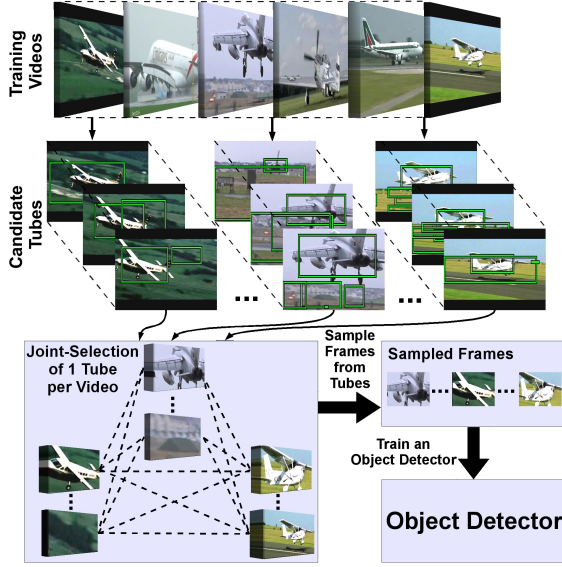 Training
Videos
Candidate
Tubes
...
...
Joint-Selection
of 1 Tube
per Video
Sample
Frames
from
Tubes
Sampled Frames
Train an
Object Detector
Object Detector